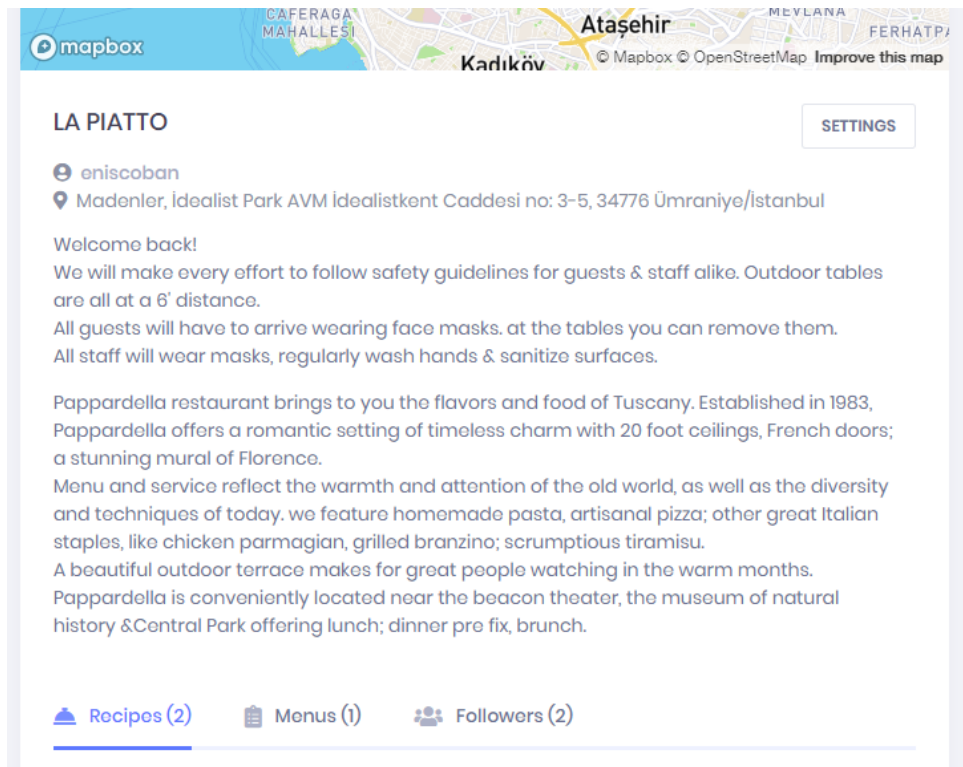 CAFERAĞA
MAHALLESİ
Ataşehir
MEVLANA
FERHATPA
mapbox
Kadıköy
© Mapbox © OpenStreetMap Improve this map
LA PIATTO
SETTINGS
eniscoban
Madenler, İdealist Park AVM İdealistkent Caddesi no: 3-5, 34776 Ümraniye/İstanbul
Welcome back!
We will make every effort to follow safety guidelines for guests & staff alike. Outdoor tables
are all at a 6' distance.
All guests will have to arrive wearing face masks. at the tables you can remove them.
All staff will wear masks, regularly wash hands & sanitize surfaces.
Pappardella restaurant brings to you the flavors and food of Tuscany. Established in 1983,
Pappardella offers a romantic setting of timeless charm with 20 foot ceilings, French doors;
a stunning mural of Florence.
Menu and service reflect the warmth and attention of the old world, as well as the diversity
and techniques of today. we feature homemade pasta, artisanal pizza; other great Italian
staples, like chicken parmagian, grilled branzino; scrumptious tiramisu.
A beautiful outdoor terrace makes for great people watching in the warm months.
Pappardella is conveniently located near the beacon theater, the museum of natural
history &Central Park offering lunch; dinner pre fix, brunch.
Recipes (2)
Menus (1)
Followers (2)